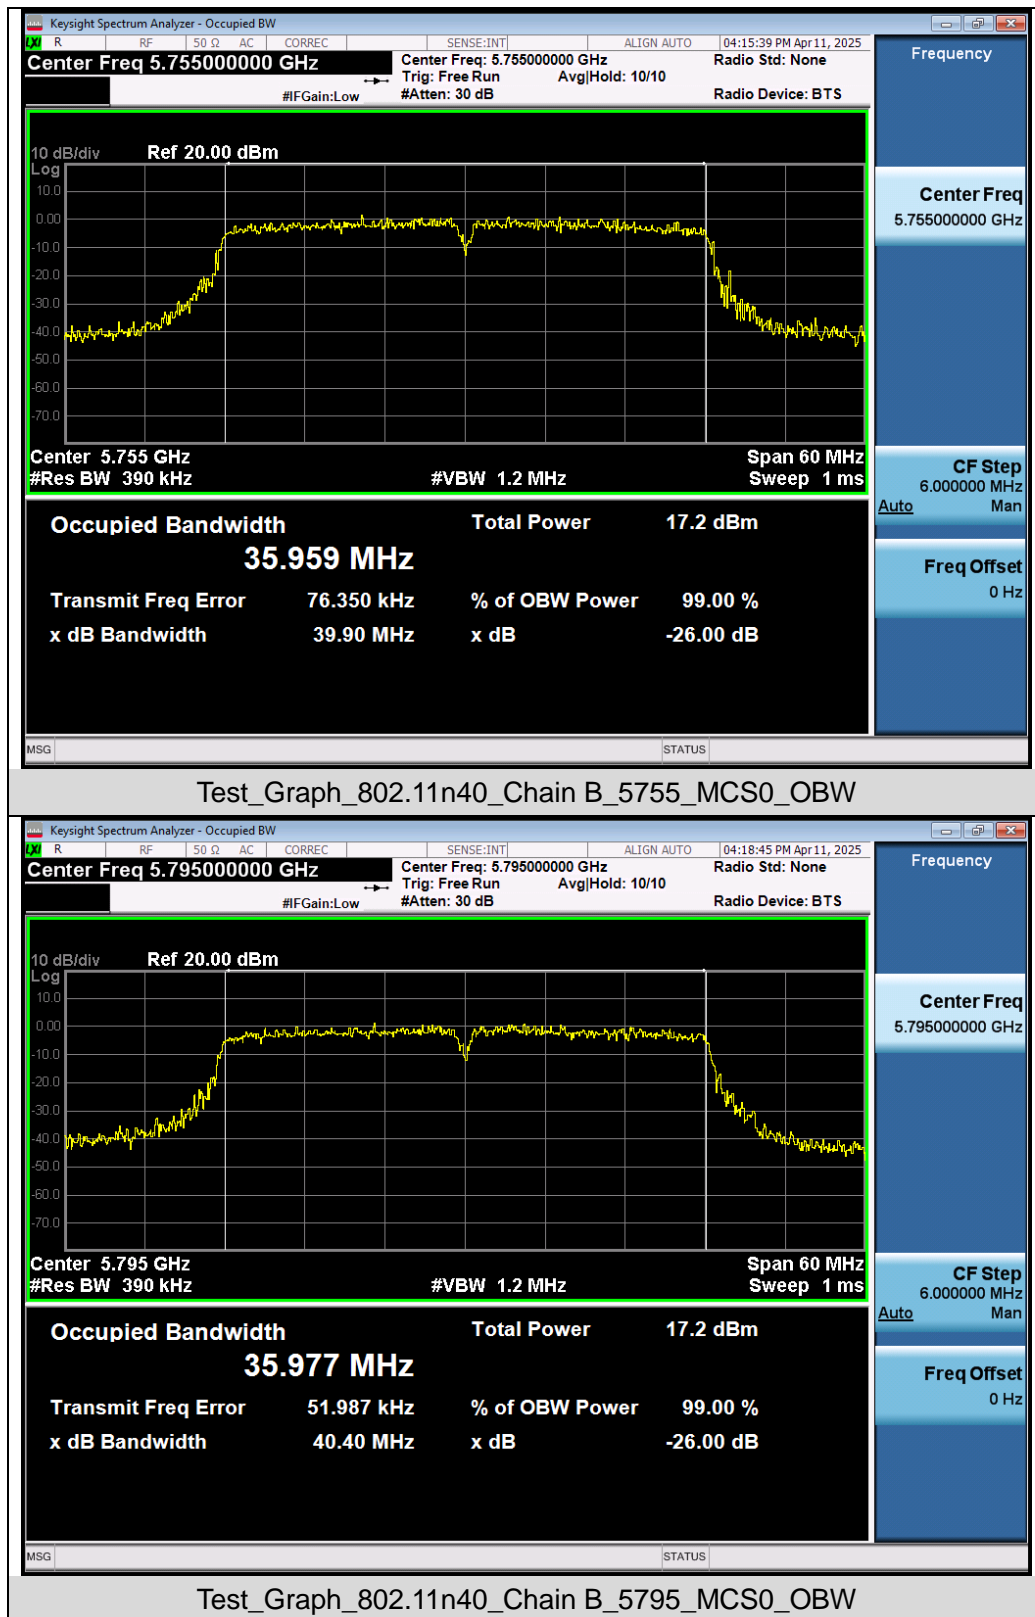 Keysight Spectrum Analyzer - Occupied BW
LXI R RF 50 Ω AC CORREC SENSE:INT ALIGN AUTO 04:15:39 PM Apr 11, 2025
Center Freq 5.755000000 GHz
Center Freq: 5.755000000 GHz
Radio Std: None
Trig: Free Run Avg|Hold: 10/10
#IFGain:Low #Atten: 30 dB Radio Device: BTS
Frequency
10 dB/div Ref 20.00 dBm
Log
10.0
0.00
-10.0
-20.0
-30.0
-40.0
-50.0
-60.0
-70.0
Center Freq
5.755000000 GHz
Center 5.755 GHz Span 60 MHz
#Res BW 390 kHz #VBW 1.2 MHz Sweep 1 ms
CF Step
6.000000 MHz
Auto Man
Occupied Bandwidth Total Power 17.2 dBm
35.959 MHz
Transmit Freq Error 76.350 kHz % of OBW Power 99.00 %
x dB Bandwidth 39.90 MHz x dB -26.00 dB
Freq Offset
0 Hz
MSG STATUS
Test_Graph_802.11n40_Chain B_5755_MCS0_OBW
Keysight Spectrum Analyzer - Occupied BW
LXI R RF 50 Ω AC CORREC SENSE:INT ALIGN AUTO 04:18:45 PM Apr 11, 2025
Center Freq 5.795000000 GHz
Center Freq: 5.795000000 GHz
Radio Std: None
Trig: Free Run Avg|Hold: 10/10
#IFGain:Low #Atten: 30 dB Radio Device: BTS
Frequency
10 dB/div Ref 20.00 dBm
Log
10.0
0.00
-10.0
-20.0
-30.0
-40.0
-50.0
-60.0
-70.0
Center Freq
5.795000000 GHz
Center 5.795 GHz Span 60 MHz
#Res BW 390 kHz #VBW 1.2 MHz Sweep 1 ms
CF Step
6.000000 MHz
Auto Man
Occupied Bandwidth Total Power 17.2 dBm
35.977 MHz
Transmit Freq Error 51.987 kHz % of OBW Power 99.00 %
x dB Bandwidth 40.40 MHz x dB -26.00 dB
Freq Offset
0 Hz
MSG STATUS
Test_Graph_802.11n40_Chain B_5795_MCS0_OBW